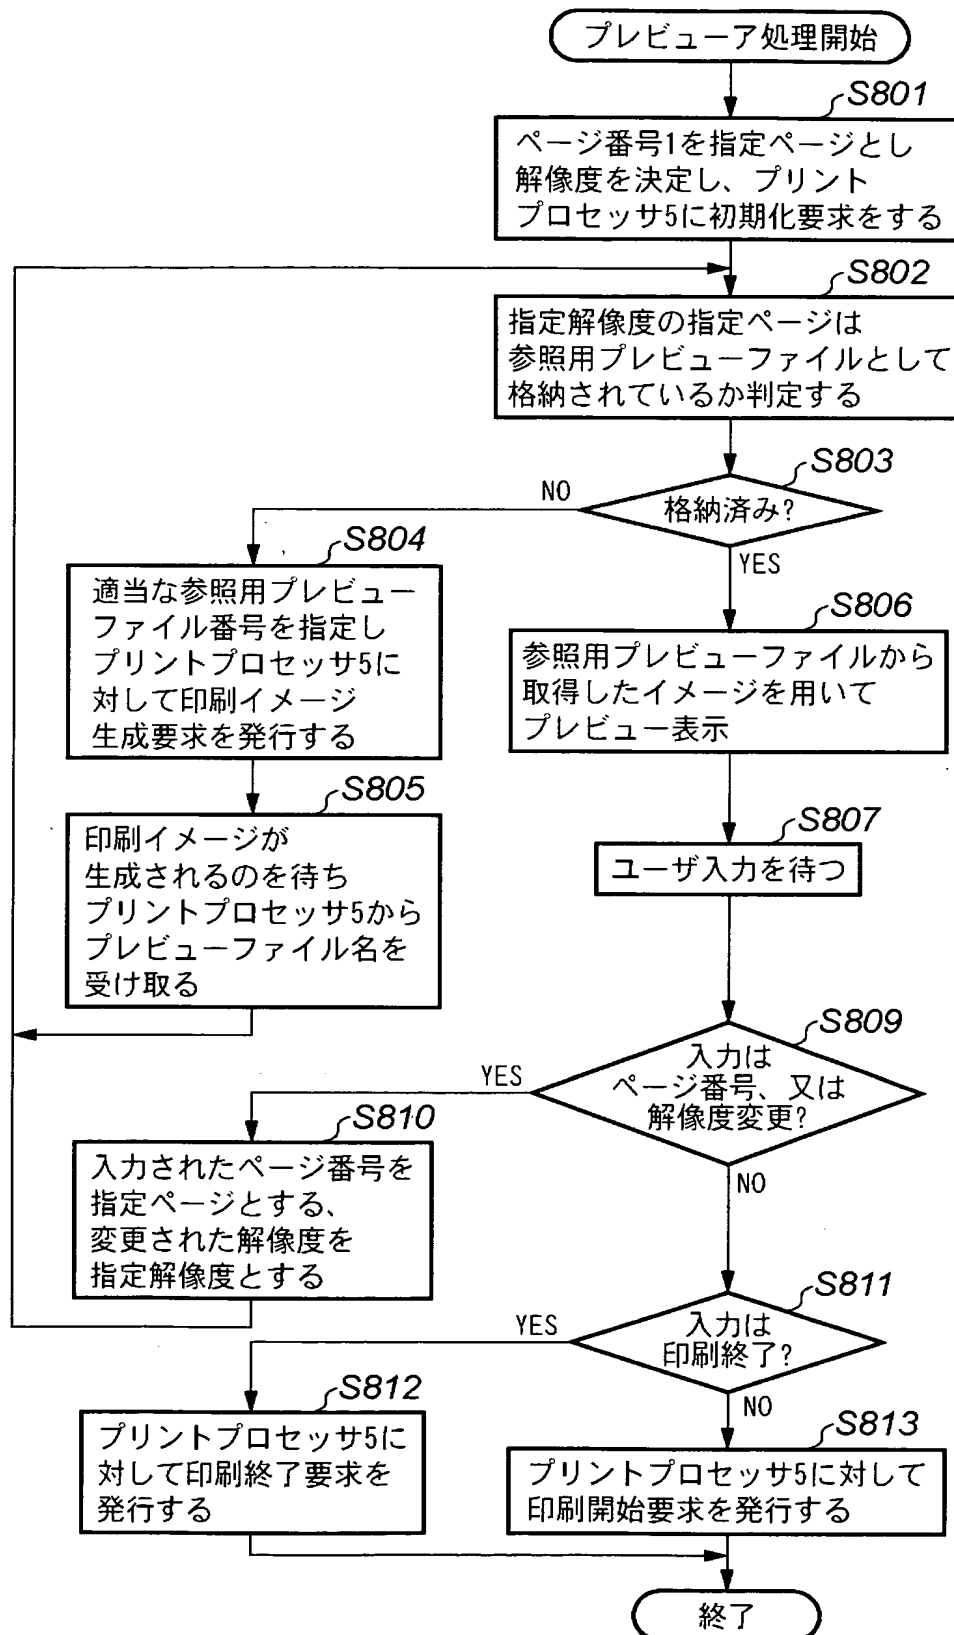 プレビューア処理開始
S801
ページ番号1を指定ページとし
解像度を決定し、プリント
プロセッサ5に初期化要求をする
S802
指定解像度の指定ページは
参照用プレビューファイルとして
格納されているか判定する
S803
格納済み?
NO
YES
S804
適当な参照用プレビュー
ファイル番号を指定し
プリントプロセッサ5に
対して印刷イメージ
生成要求を発行する
S806
参照用プレビューファイルから
取得したイメージを用いて
プレビュー表示
S805
印刷イメージが
生成されるのを待ち
プリントプロセッサ5から
プレビューファイル名を
受け取る
S807
ユーザ入力を待つ
S809
入力は
ページ番号、又は
解像度変更?
YES
NO
S810
入力されたページ番号を
指定ページとする、
変更された解像度を
指定解像度とする
S811
入力は
印刷終了?
YES
NO
S812
プリントプロセッサ5に
対して印刷終了要求を
発行する
S813
プリントプロセッサ5に対して
印刷開始要求を発行する
終了